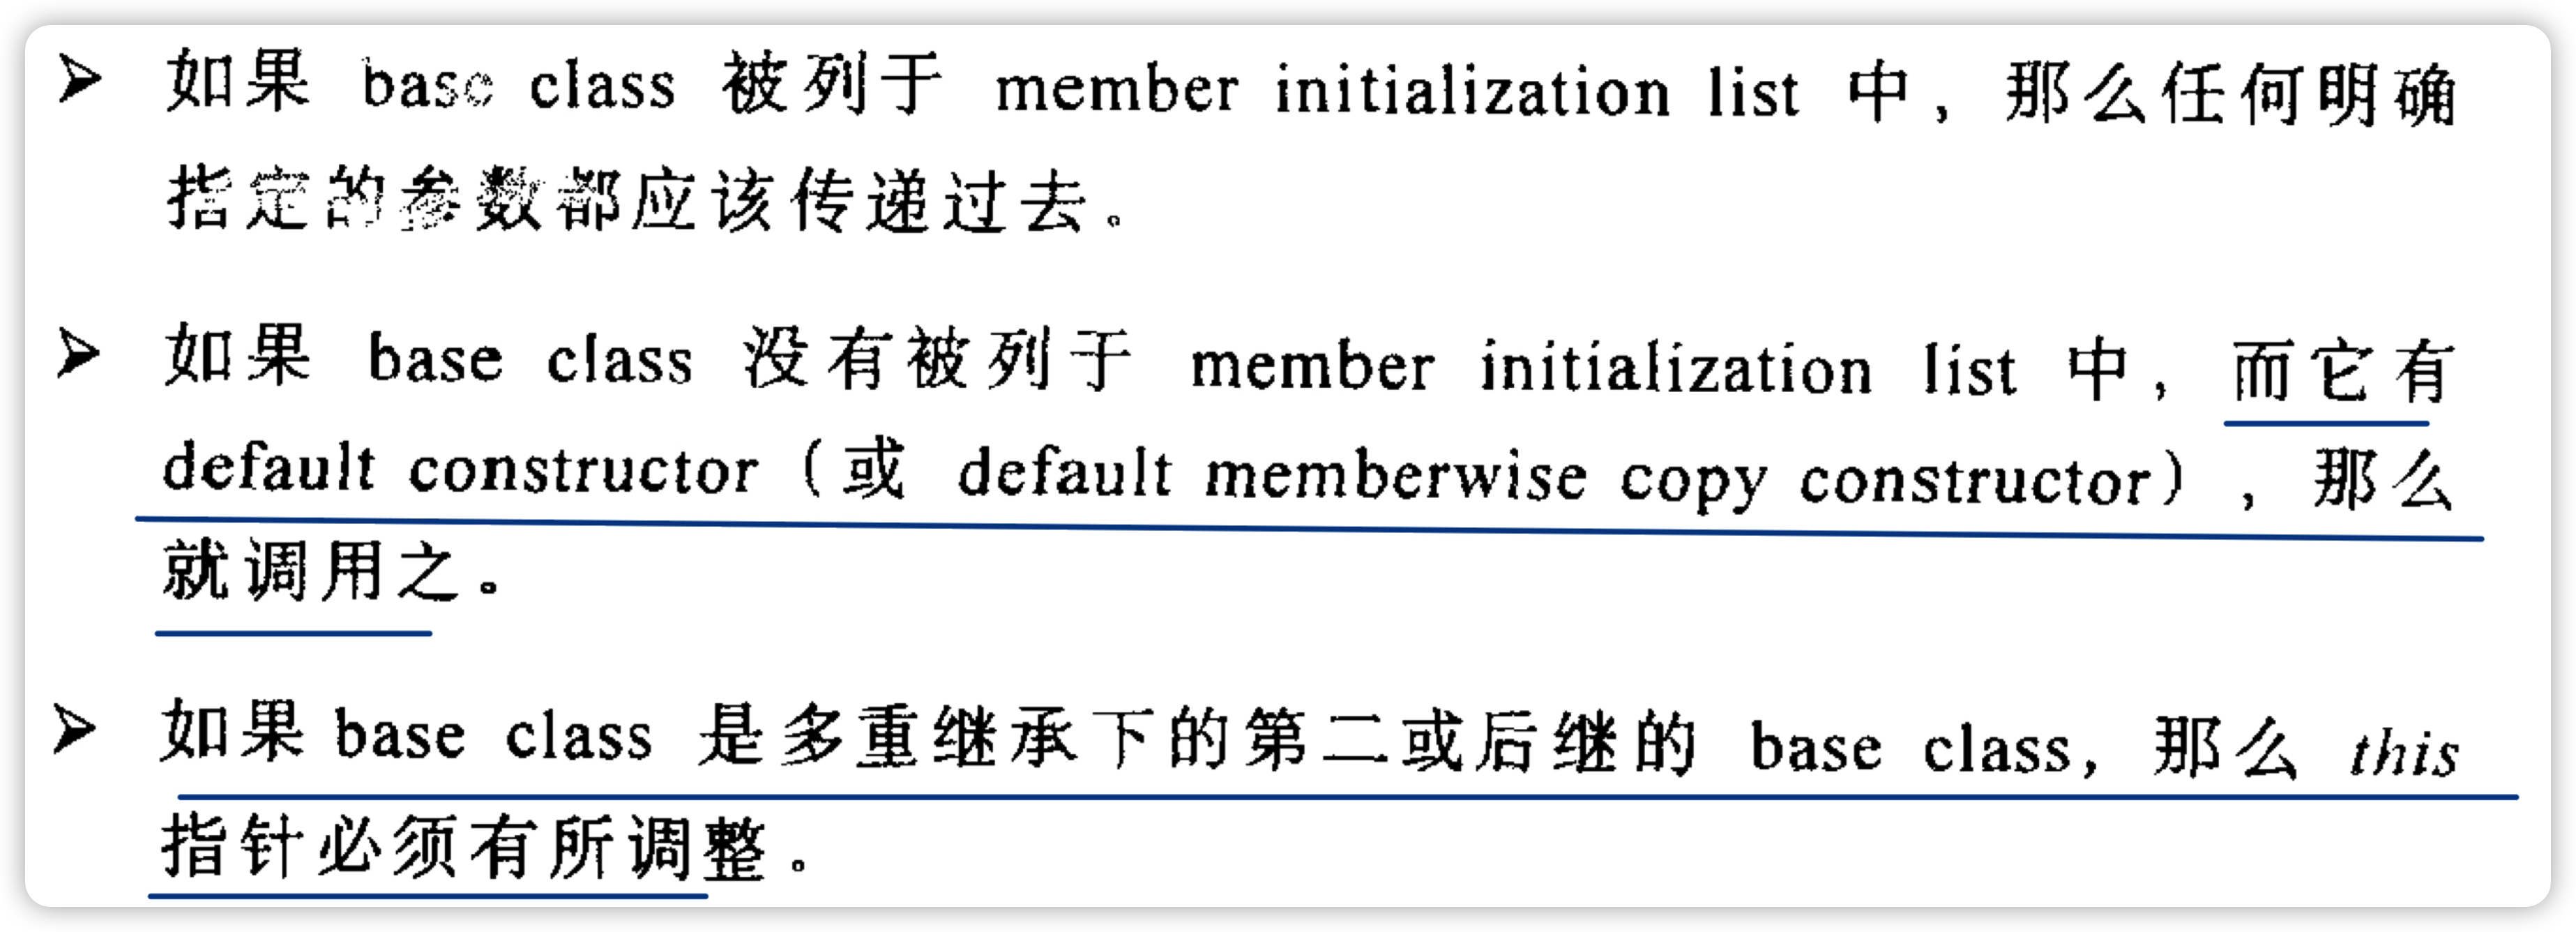 ➢ 如果 base class 被列于 member initialization list 中，那么任何明确
指定的参数都应该传递过去。
➢ 如果 base class 没有被列于 member initialization list 中，而它有
default constructor（或 default memberwise copy constructor），那么
就调用之。
➢ 如果 base class 是多重继承下的第二或后继的 base class，那么 this
指针必须有所调整。